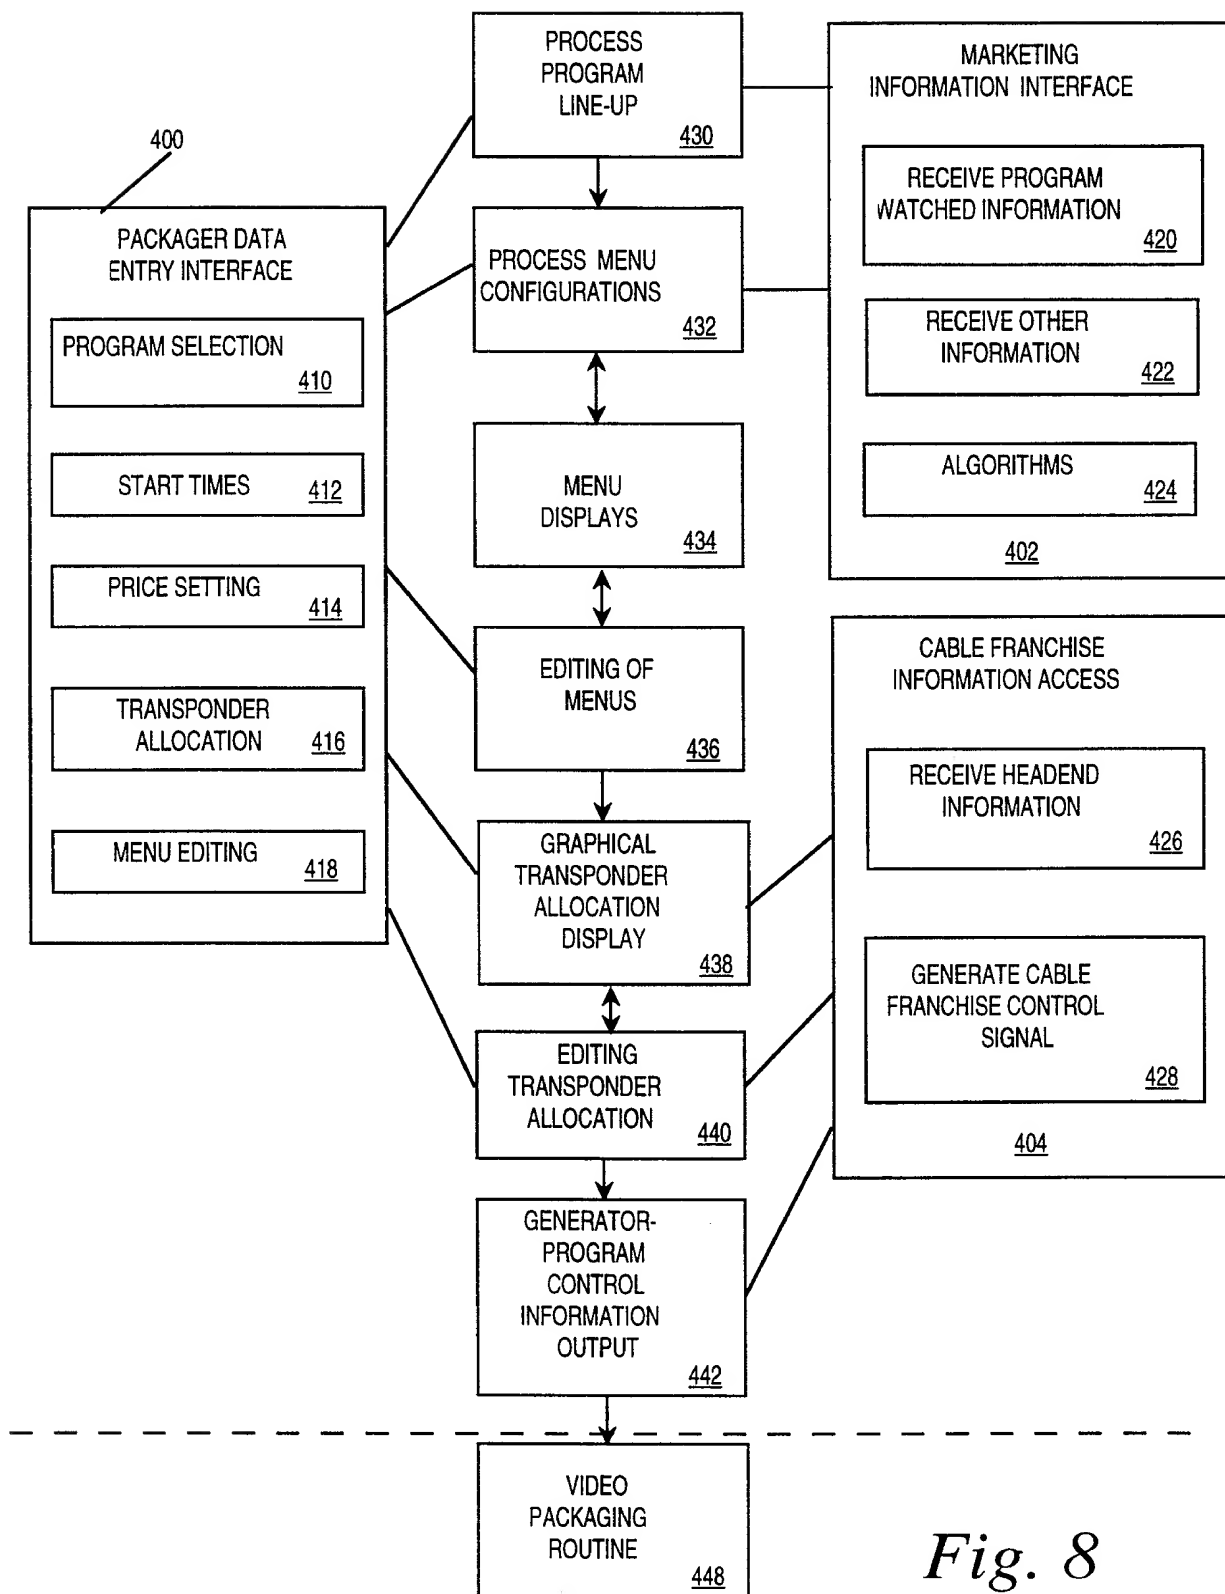 PROCESS
PROGRAM
LINE-UP
430
MARKETING
INFORMATION INTERFACE
RECEIVE PROGRAM
WATCHED INFORMATION
420
RECEIVE OTHER
INFORMATION
422
ALGORITHMS
424
402
400
PACKAGER DATA
ENTRY INTERFACE
PROGRAM SELECTION
410
START TIMES
412
PRICE SETTING
414
TRANSPONDER
ALLOCATION
416
MENU EDITING
418
PROCESS MENU
CONFIGURATIONS
432
MENU
DISPLAYS
434
EDITING OF
MENUS
436
GRAPHICAL
TRANSPONDER
ALLOCATION
DISPLAY
438
EDITING
TRANSPONDER
ALLOCATION
440
GENERATOR-
PROGRAM
CONTROL
INFORMATION
OUTPUT
442
CABLE FRANCHISE
INFORMATION ACCESS
RECEIVE HEADEND
INFORMATION
426
GENERATE CABLE
FRANCHISE CONTROL
SIGNAL
428
404
VIDEO
PACKAGING
ROUTINE
448
Fig. 8